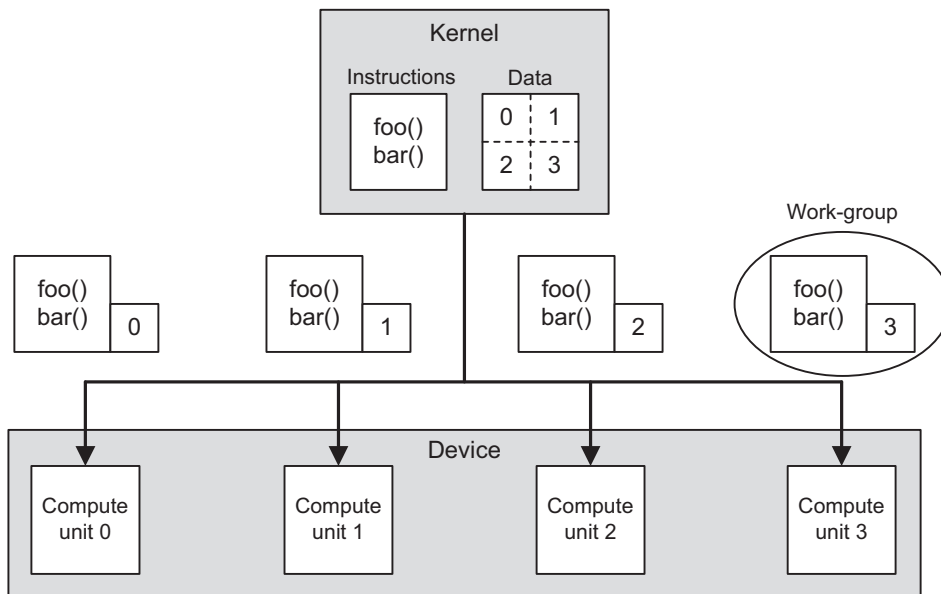 Kernel
Instructions
Data
foo()
bar()
0 1
2 3
Work-group
foo()
bar()
0
foo()
bar()
1
foo()
bar()
2
foo()
bar()
3
Device
Compute
unit 0
Compute
unit 1
Compute
unit 2
Compute
unit 3